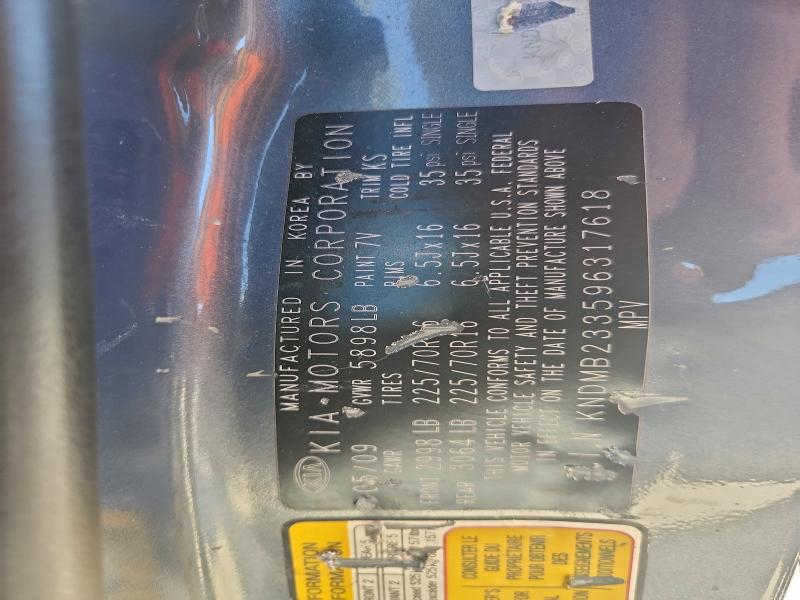 MANUFACTURED IN KOREA BY
KIA KIA·MOTORS CORPORATION
05/09 GVWR 5898LB PAINT 7V TRIM KS
GAWR TIRES RIMS COLD TIRE INFL
FRONT 2998LB 225/70R16 6.5Jx16 35psi SINGLE
REAR 3064LB 225/70R16 6.5Jx16 35psi SINGLE
THIS VEHICLE CONFORMS TO ALL APPLICABLE U.S.A. FEDERAL
MOTOR VEHICLE SAFETY AND THEFT PREVENTION STANDARDS
IN EFFECT ON THE DATE OF MANUFACTURE SHOWN ABOVE
KNDMB233596317618
MPV
KND
FORMATION
FORMATION
CONSULTER LE
GUIDE DU
PROPRIÉTAIRE
POUR OBTENIR
DES